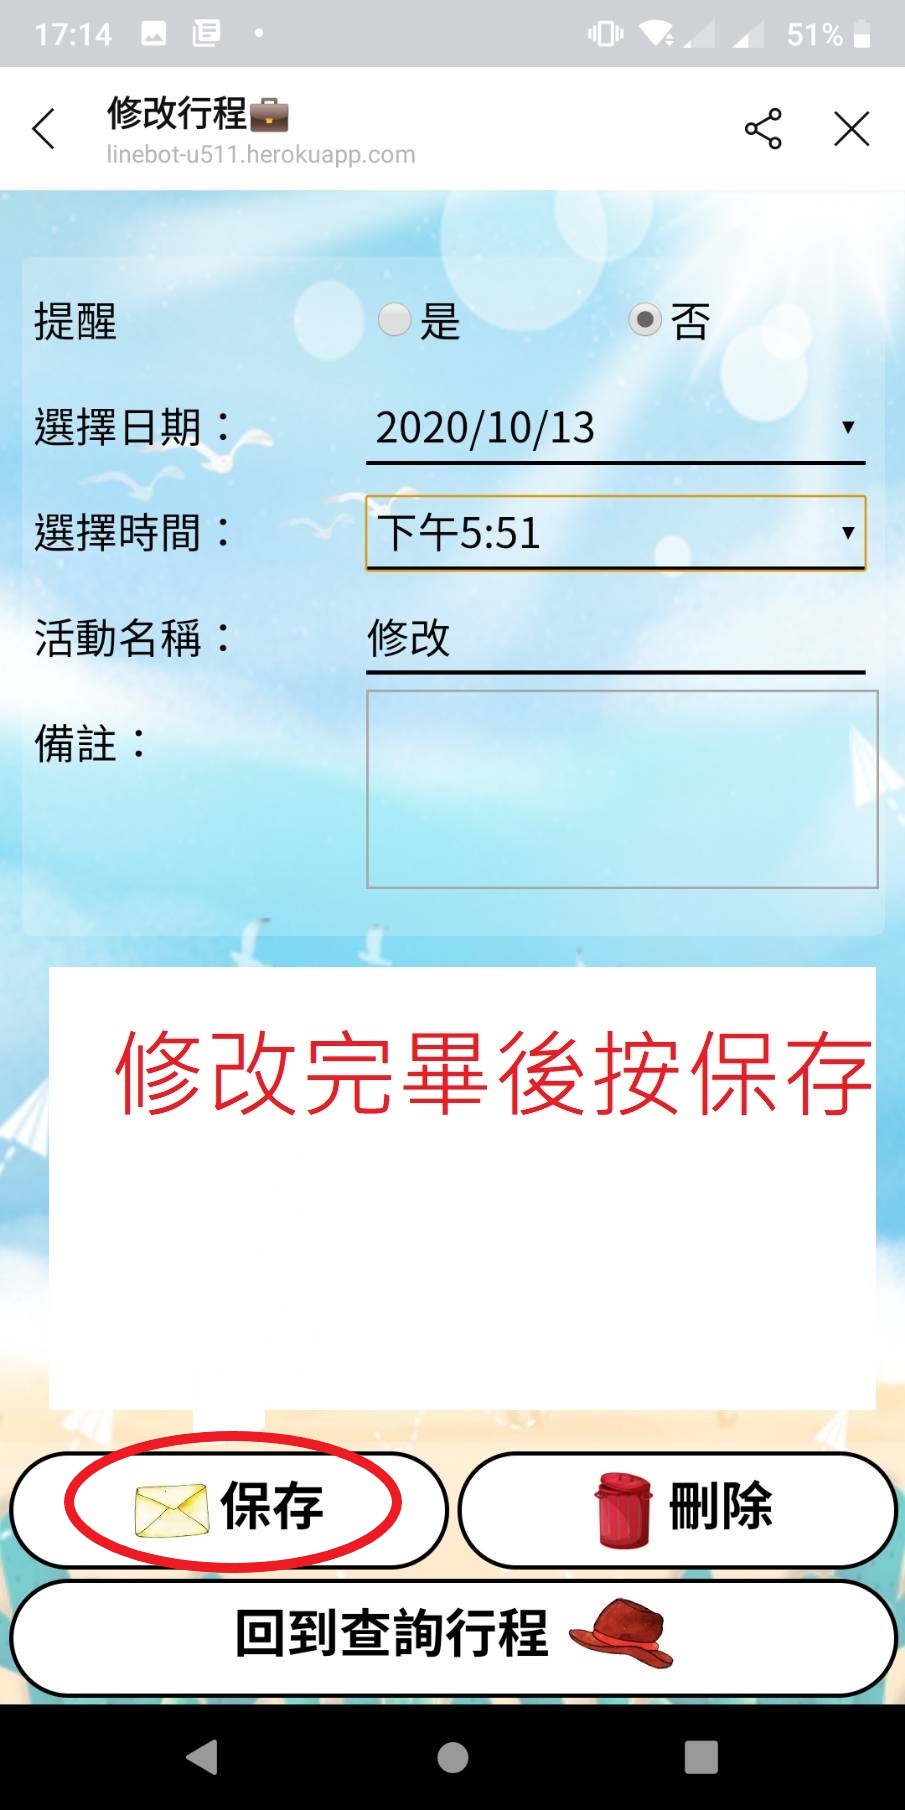 17:14
51%
修改行程💼
linebot-u511.herokuapp.com
提醒 是 否
選擇日期： 2020/10/13
選擇時間： 下午5:51
活動名稱： 修改
備註：
修改完畢後按保存
保存 刪除
回到查詢行程